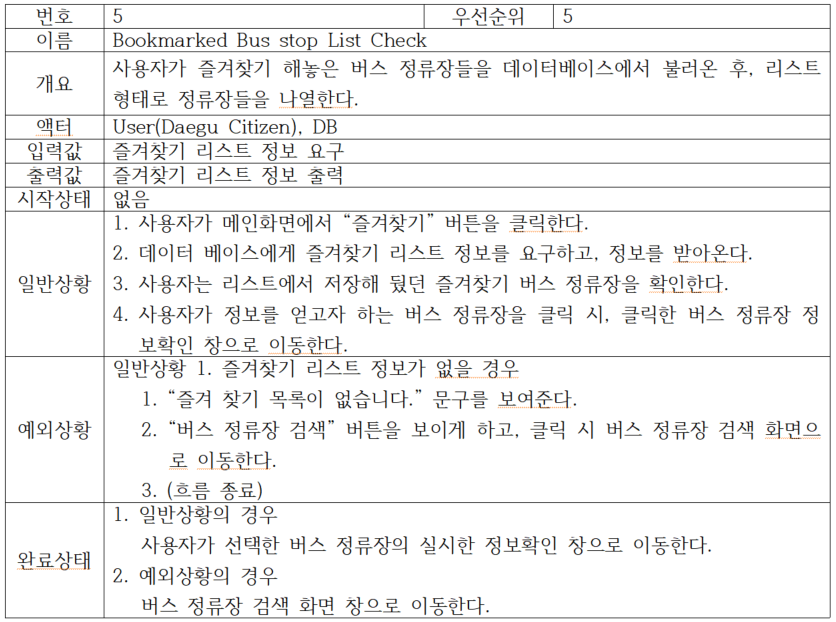 번호 5 우선순위 5
이름 Bookmarked Bus stop List Check
개요 사용자가 즐겨찾기 해놓은 버스 정류장들을 데이터베이스에서 불러온 후, 리스트
형태로 정류장들을 나열한다.
액터 User(Daegu Citizen), DB
입력값 즐겨찾기 리스트 정보 요구
출력값 즐겨찾기 리스트 정보 출력
시작상태 없음
일반상황
1. 사용자가 메인화면에서 “즐겨찾기” 버튼을 클릭한다.
2. 데이터 베이스에게 즐겨찾기 리스트 정보를 요구하고, 정보를 받아온다.
3. 사용자는 리스트에서 저장해 뒀던 즐겨찾기 버스 정류장을 확인한다.
4. 사용자가 정보를 얻고자 하는 버스 정류장을 클릭 시, 클릭한 버스 정류장 정
보확인 창으로 이동한다.
예외상황
일반상황 1. 즐겨찾기 리스트 정보가 없을 경우
1. “즐겨 찾기 목록이 없습니다.” 문구를 보여준다.
2. “버스 정류장 검색” 버튼을 보이게 하고, 클릭 시 버스 정류장 검색 화면으
로 이동한다.
3. (흐름 종료)
완료상태
1. 일반상황의 경우
사용자가 선택한 버스 정류장의 실시한 정보확인 창으로 이동한다.
2. 예외상황의 경우
버스 정류장 검색 화면 창으로 이동한다.